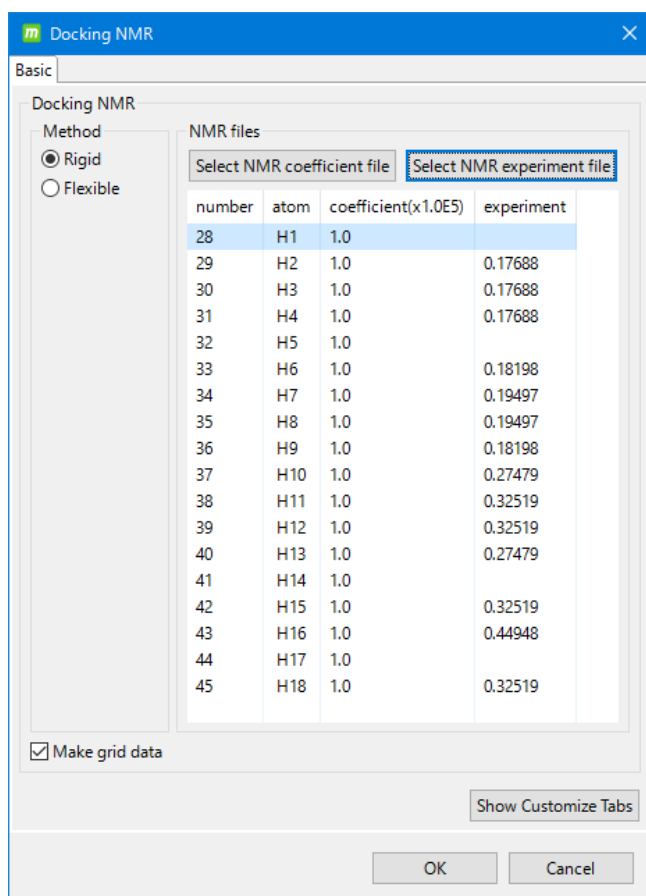 m Docking NMR
Basic
Docking NMR
Method
Rigid
Flexible
NMR files
Select NMR coefficient file Select NMR experiment file
number atom coefficient(x1.0E5) experiment
28 H1 1.0
29 H2 1.0 0.17688
30 H3 1.0 0.17688
31 H4 1.0 0.17688
32 H5 1.0
33 H6 1.0 0.18198
34 H7 1.0 0.19497
35 H8 1.0 0.19497
36 H9 1.0 0.18198
37 H10 1.0 0.27479
38 H11 1.0 0.32519
39 H12 1.0 0.32519
40 H13 1.0 0.27479
41 H14 1.0
42 H15 1.0 0.32519
43 H16 1.0 0.44948
44 H17 1.0
45 H18 1.0 0.32519
Make grid data
Show Customize Tabs
OK Cancel